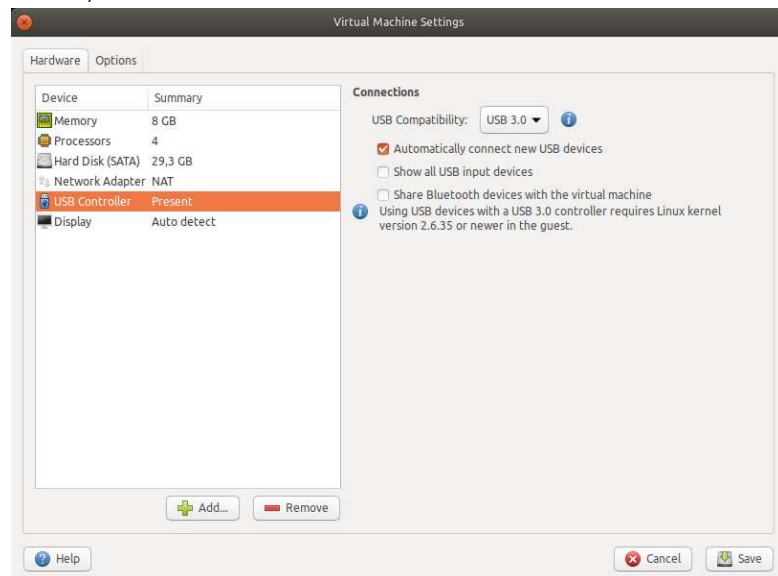 Virtual Machine Settings
Hardware Options
Device Summary
Memory 8 GB
Processors 4
Hard Disk (SATA) 29,3 GB
Network Adapter NAT
USB Controller Present
Display Auto detect
Add... Remove
Connections
USB Compatibility: USB 3.0
Automatically connect new USB devices
Show all USB input devices
Share Bluetooth devices with the virtual machine
Using USB devices with a USB 3.0 controller requires Linux kernel
version 2.6.35 or newer in the guest.
Help Cancel Save